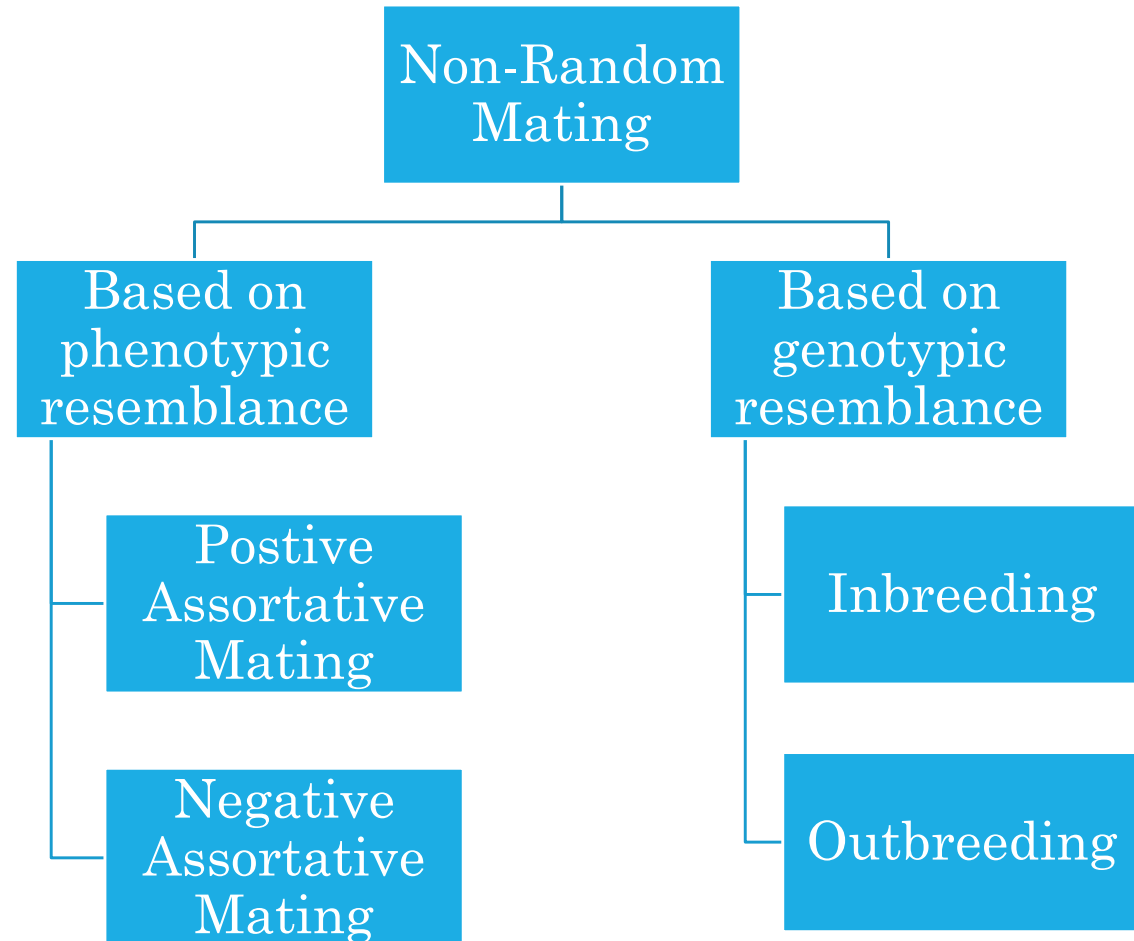 Non-Random
Mating
Based on
phenotypic
resemblance
Postive
Assortative
Mating
Negative
Assortative
Mating
Based on
genotypic
resemblance
Inbreeding
Outbreeding